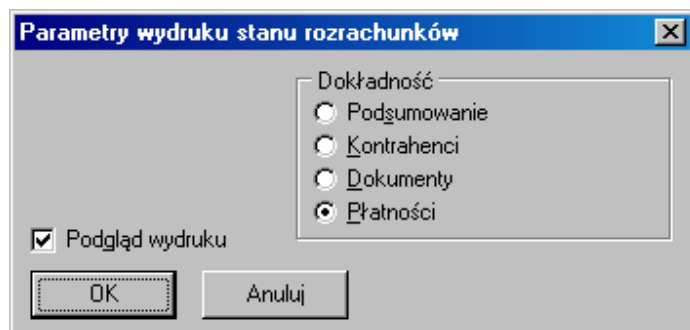 Parametry wydruku stanu rozrachunków
Dokładność
Podsumowanie
Kontrahenci
Dokumenty
Płatności
Podgląd wydruku
OK
Anuluj